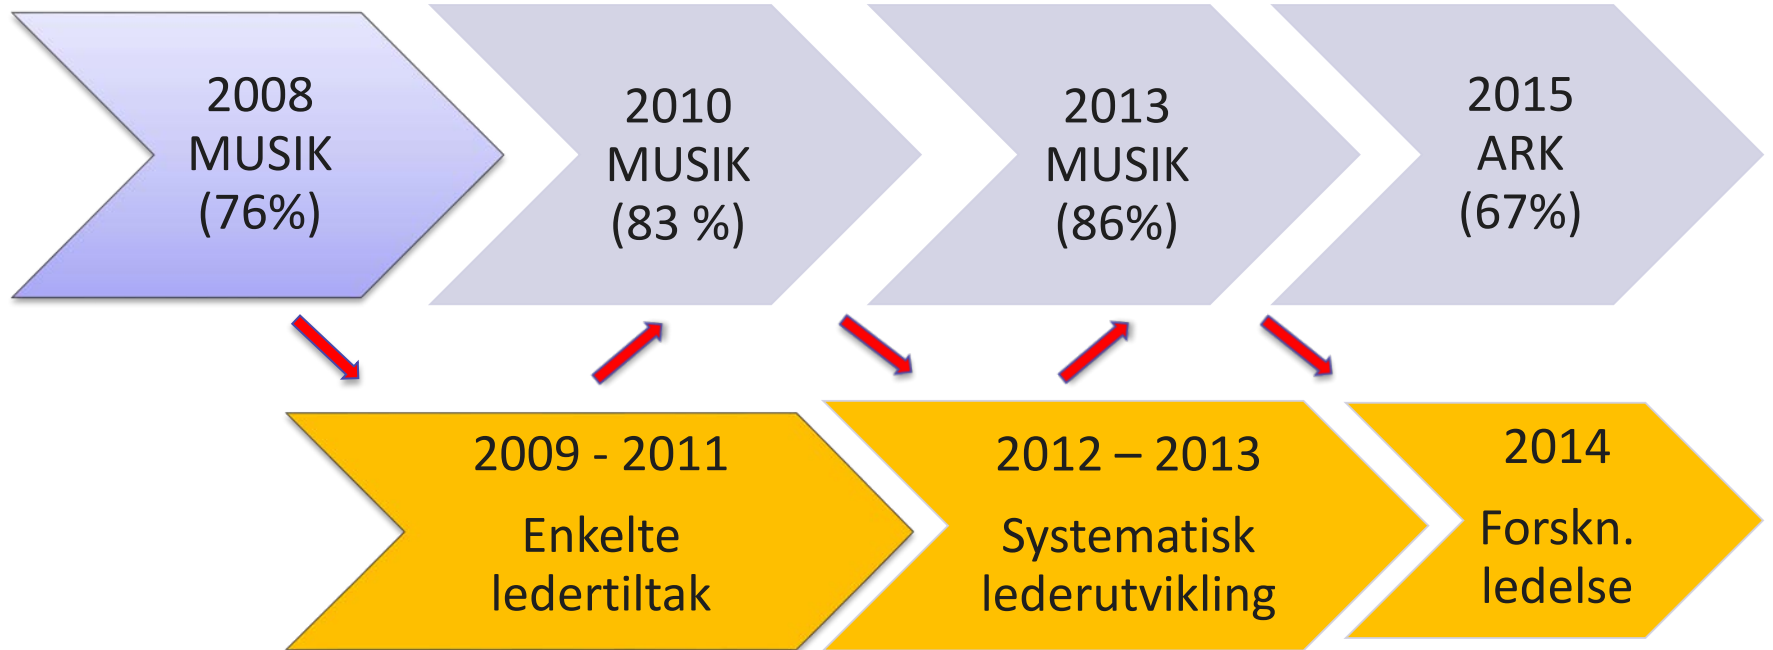 2008
MUSIK
(76%)
2010
MUSIK
(83 %)
2013
MUSIK
(86%)
2015
ARK
(67%)
2009 - 2011
Enkelte
ledertiltak
2012 – 2013
Systematisk
lederutvikling
2014
Forskn.
ledelse